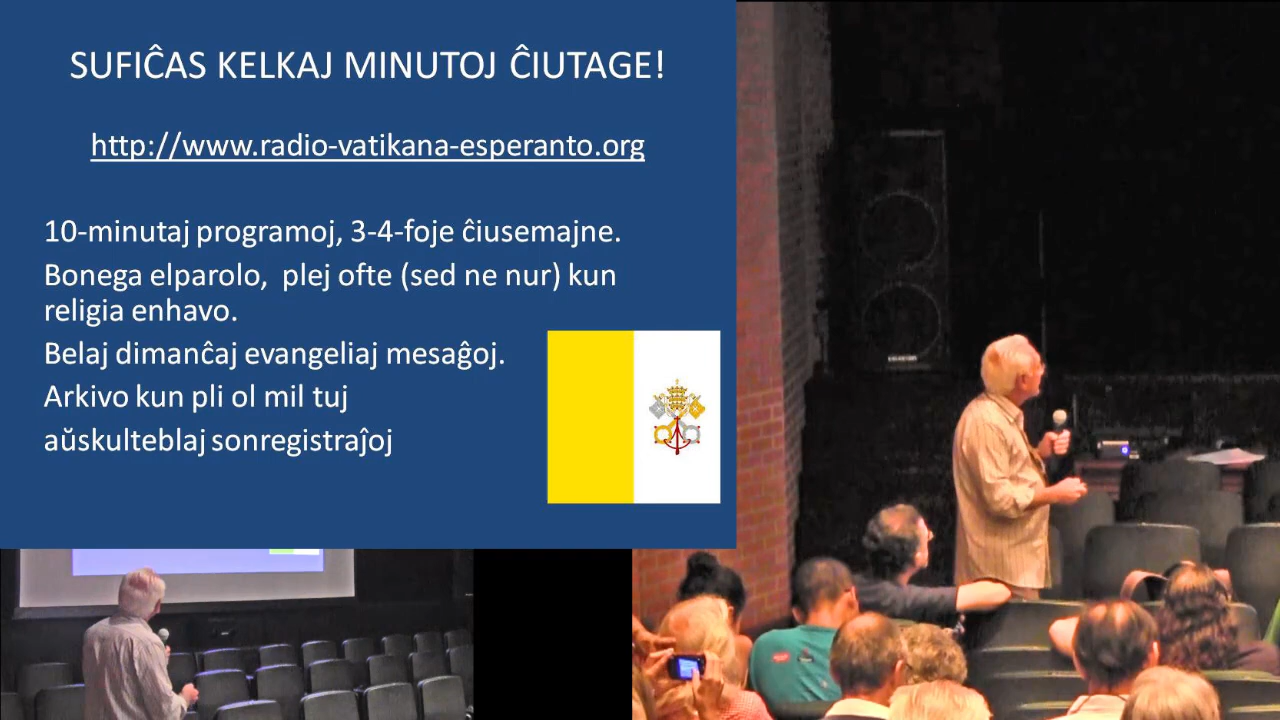 SUFIĈAS KELKAJ MINUTOJ ĈIUTAGE!
http://www.radio-vatikana-esperanto.org
10-minutaj programoj, 3-4-foje ĉiusemajne.
Bonega elparolo, plej ofte (sed ne nur) kun
religia enhavo.
Belaj dimanĉaj evangeliaj mesaĝoj.
Arkivo kun pli ol mil tuj
aŭskulteblaj sonregistraĵoj